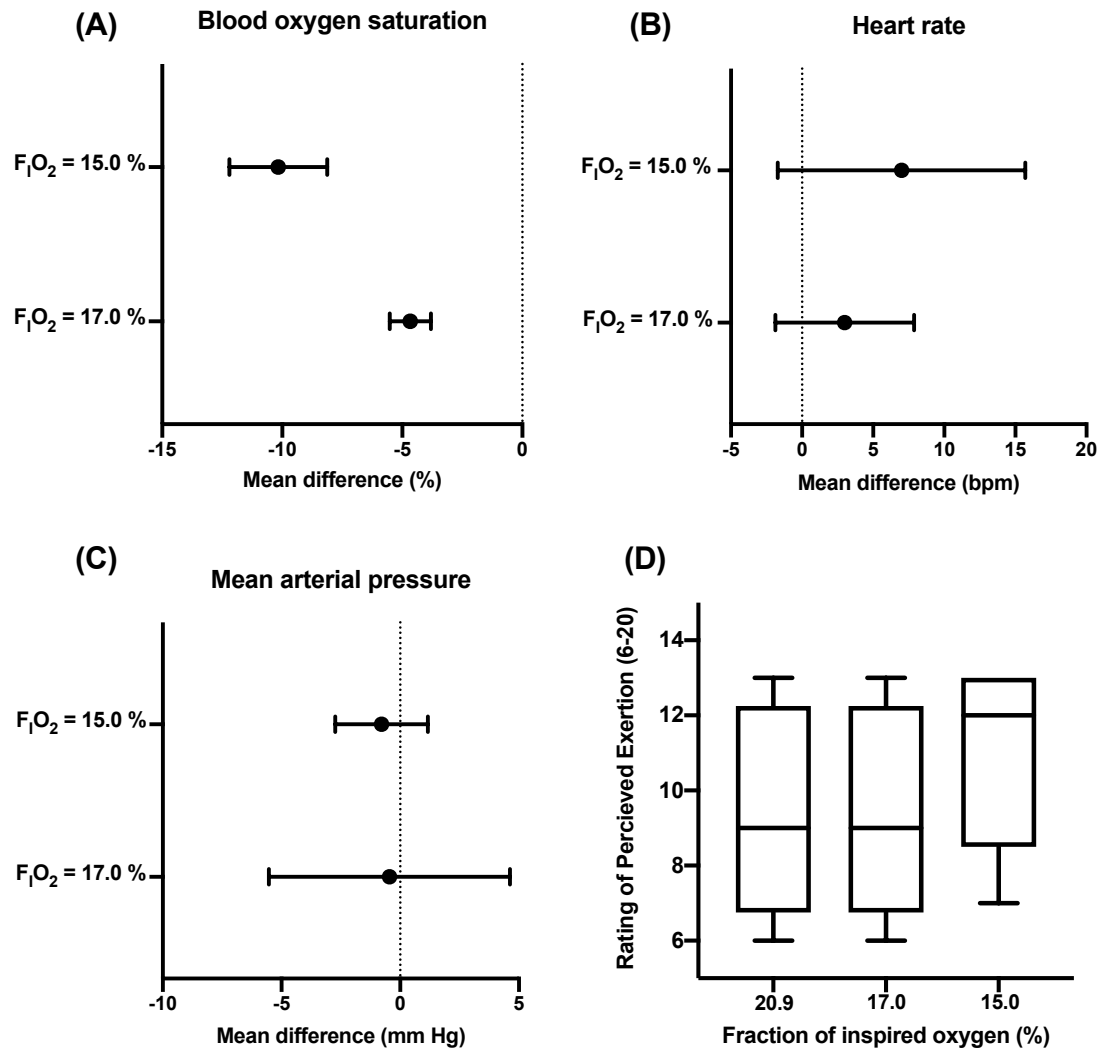 (A)
Blood oxygen saturation
FIO2 = 15.0 %
FIO2 = 17.0 %
-15 -10 -5 0
Mean difference (%)
(B)
Heart rate
FIO2 = 15.0 %
FIO2 = 17.0 %
-5 0 5 10 15 20
Mean difference (bpm)
(C)
Mean arterial pressure
FIO2 = 15.0 %
FIO2 = 17.0 %
-10 -5 0 5
Mean difference (mm Hg)
(D)
Rating of Percieved Exertion (6-20)
14
12
10
8
6
20.9 17.0 15.0
Fraction of inspired oxygen (%)